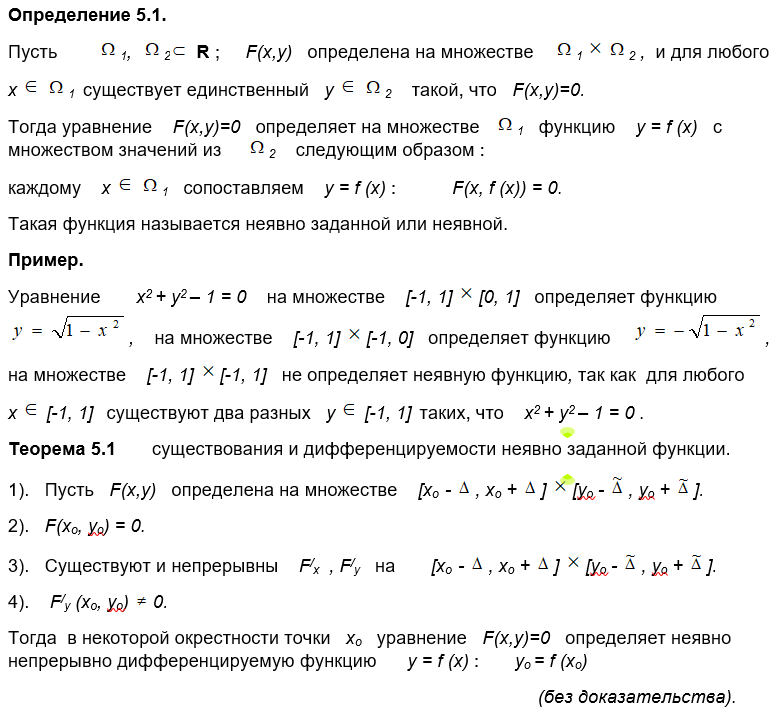 Определение 5.1.
Пусть Ω 1, Ω 2 ⊂ R ; F(x,y) определена на множестве Ω 1 × Ω 2 , и для любого
x ∈ Ω 1 существует единственный y ∈ Ω 2 такой, что F(x,y)=0.
Тогда уравнение F(x,y)=0 определяет на множестве Ω 1 функцию y = f (x) с
множеством значений из Ω 2 следующим образом :
каждому x ∈ Ω 1 сопоставляем y = f (x) : F(x, f (x)) = 0.
Такая функция называется неявно заданной или неявной.
Пример.
Уравнение x² + y² – 1 = 0 на множестве [-1, 1] × [0, 1] определяет функцию
y = √(1 − x ²) , на множестве [-1, 1] × [-1, 0] определяет функцию y = −√(1 − x ²) ,
на множестве [-1, 1] × [-1, 1] не определяет неявную функцию, так как для любого
x ∈ [-1, 1] существуют два разных y ∈ [-1, 1] таких, что x² + y² – 1 = 0 .
Теорема 5.1 существования и дифференцируемости неявно заданной функции.
1). Пусть F(x,y) определена на множестве [xo - Δ , xo + Δ ] × [yo - Δ̃ , yo + Δ̃ ].
2). F(xo, yo) = 0.
3). Существуют и непрерывны F/x , F/y на [xo - Δ , xo + Δ ] × [yo - Δ̃ , yo + Δ̃ ].
4). F/y (xo, yo) ≠ 0.
Тогда в некоторой окрестности точки xo уравнение F(x,y)=0 определяет неявно
непрерывно дифференцируемую функцию y = f (x) : yo = f (xo)
(без доказательства).